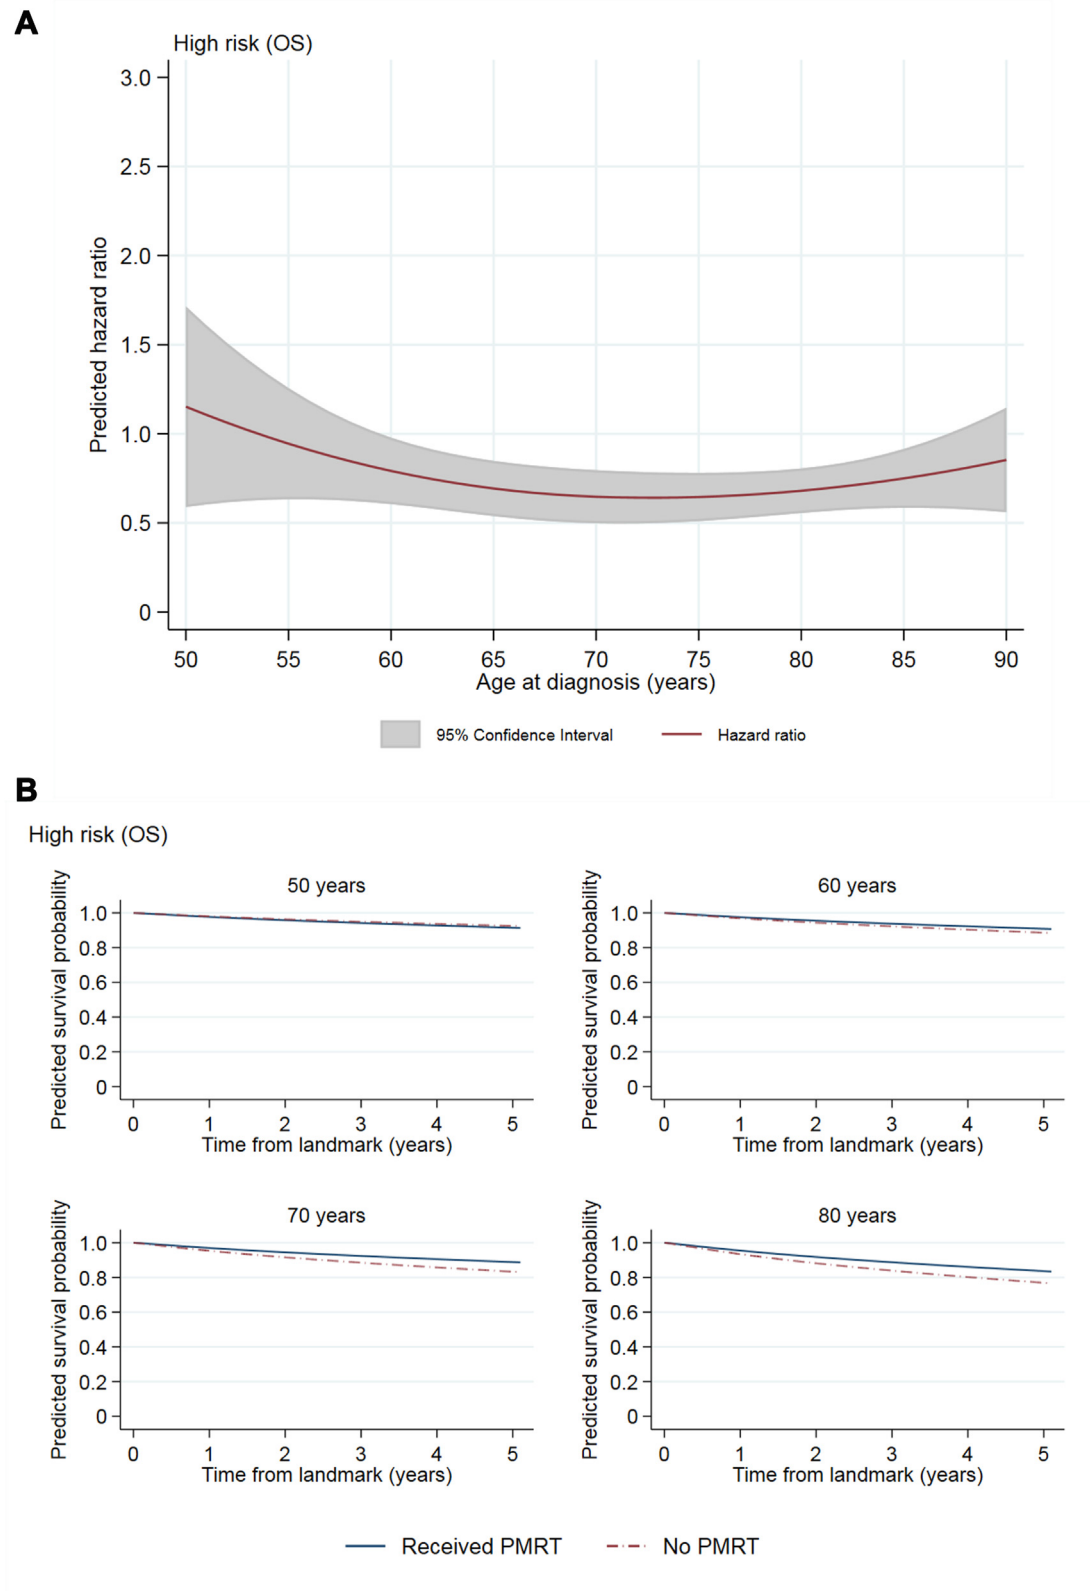 A
High risk (OS)
Predicted hazard ratio
3.0
2.5
2.0
1.5
1.0
0.5
0
50 55 60 65 70 75 80 85 90
Age at diagnosis (years)
95% Confidence Interval Hazard ratio
B
High risk (OS)
50 years
Predicted survival probability
1.0
0.8
0.6
0.4
0.2
0
0 1 2 3 4 5
Time from landmark (years)
60 years
Predicted survival probability
1.0
0.8
0.6
0.4
0.2
0
0 1 2 3 4 5
Time from landmark (years)
70 years
Predicted survival probability
1.0
0.8
0.6
0.4
0.2
0
0 1 2 3 4 5
Time from landmark (years)
80 years
Predicted survival probability
1.0
0.8
0.6
0.4
0.2
0
0 1 2 3 4 5
Time from landmark (years)
Received PMRT No PMRT